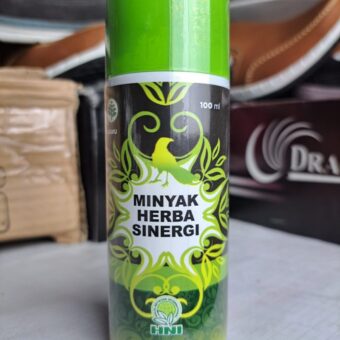 100 ml
MINYAK
HERBA
SINERGI
HNI
DRA